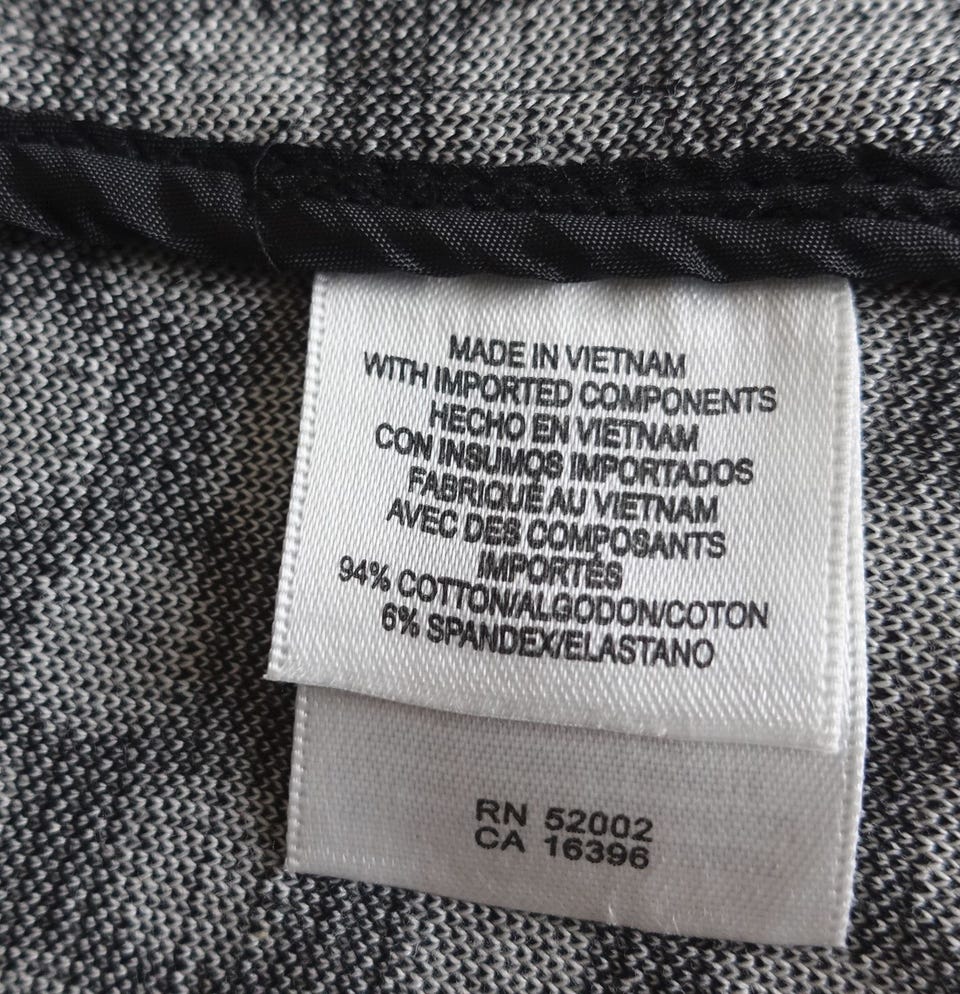 MADE IN VIETNAM
WITH IMPORTED COMPONENTS
HECHO EN VIETNAM
CON INSUMOS IMPORTADOS
FABRIQUÉ AU VIETNAM
AVEC DES COMPOSANTS
IMPORTÉS
94% COTTON/ALGODON/COTON
6% SPANDEX/ELASTANO
RN 52002
CA 16396